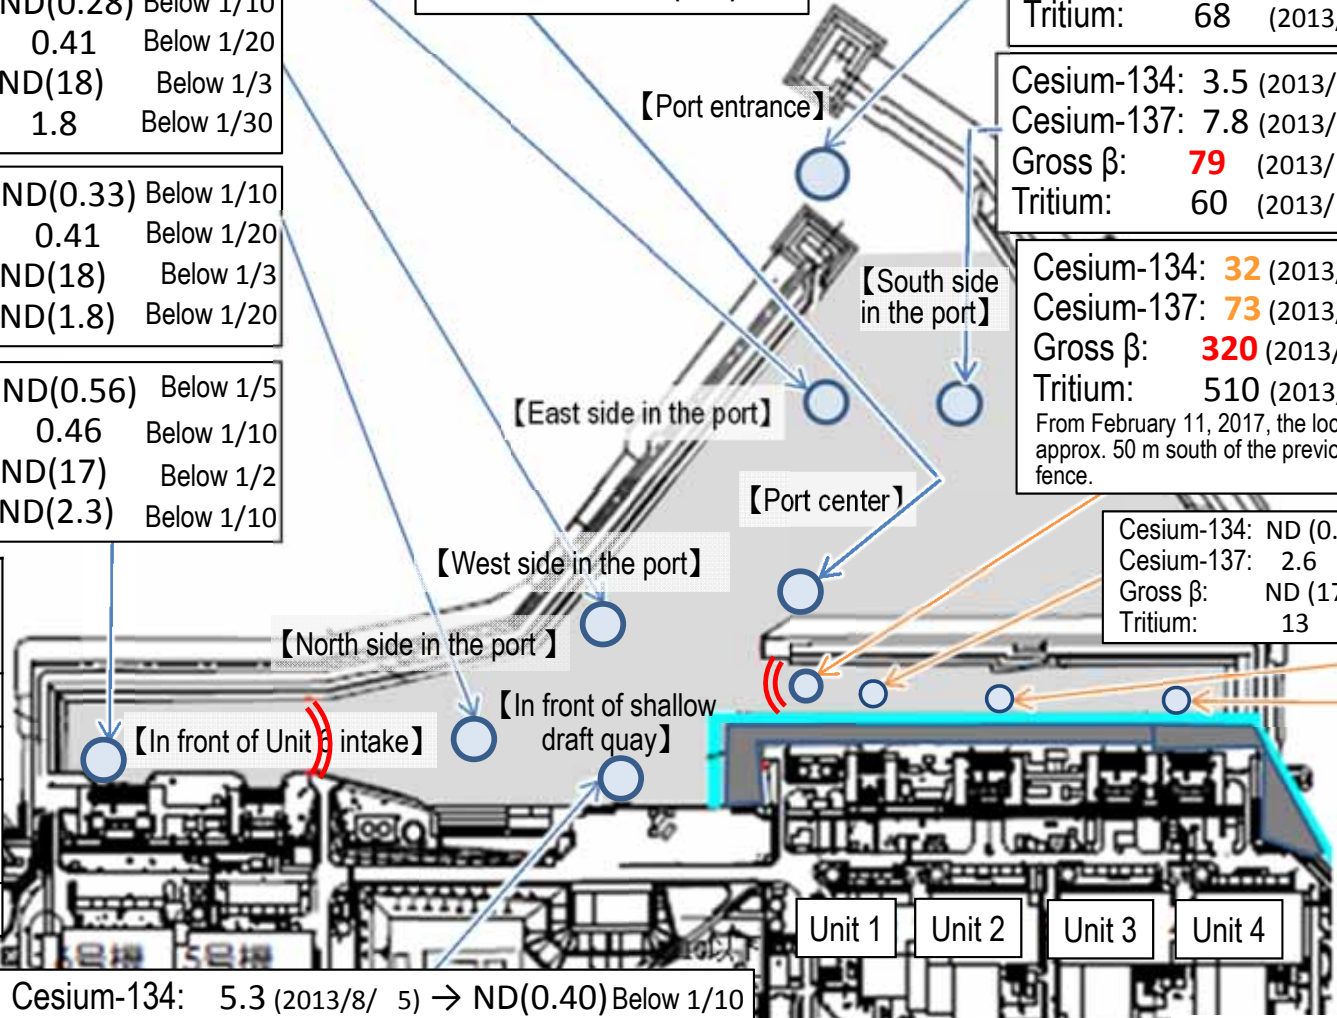 ND(0.28) Below 1/10
0.41 Below 1/20
ND(18) Below 1/3
1.8 Below 1/30
ND(0.33) Below 1/10
0.41 Below 1/20
ND(18) Below 1/3
ND(1.8) Below 1/20
ND(0.56) Below 1/5
0.46 Below 1/10
ND(17) Below 1/2
ND(2.3) Below 1/10
Tritium: 68 (2013/
Cesium-134: 3.5 (2013/
Cesium-137: 7.8 (2013/
Gross β: 79 (2013/
Tritium: 60 (2013/
Cesium-134: 32 (2013/
Cesium-137: 73 (2013/
Gross β: 320 (2013/
Tritium: 510 (2013/
From February 11, 2017, the loc
approx. 50 m south of the previo
fence.
Cesium-134: ND (0.
Cesium-137: 2.6
Gross β: ND (17
Tritium: 13
【Port entrance】
【South side
in the port】
【East side in the port】
【Port center】
【West side in the port】
【North side in the port 】
【In front of shallow
draft quay】
【In front of Unit 6 intake】
Unit 1
Unit 2
Unit 3
Unit 4
6号機
5号機
Cesium-134: 5.3 (2013/8/ 5) → ND(0.40) Below 1/10